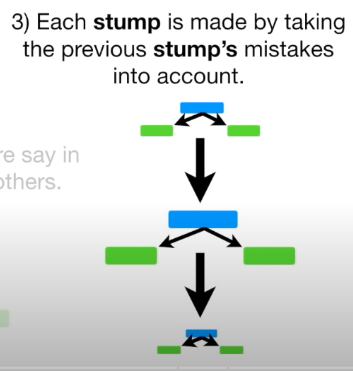 3) Each stump is made by taking
the previous stump's mistakes
into account.
re say in
others.